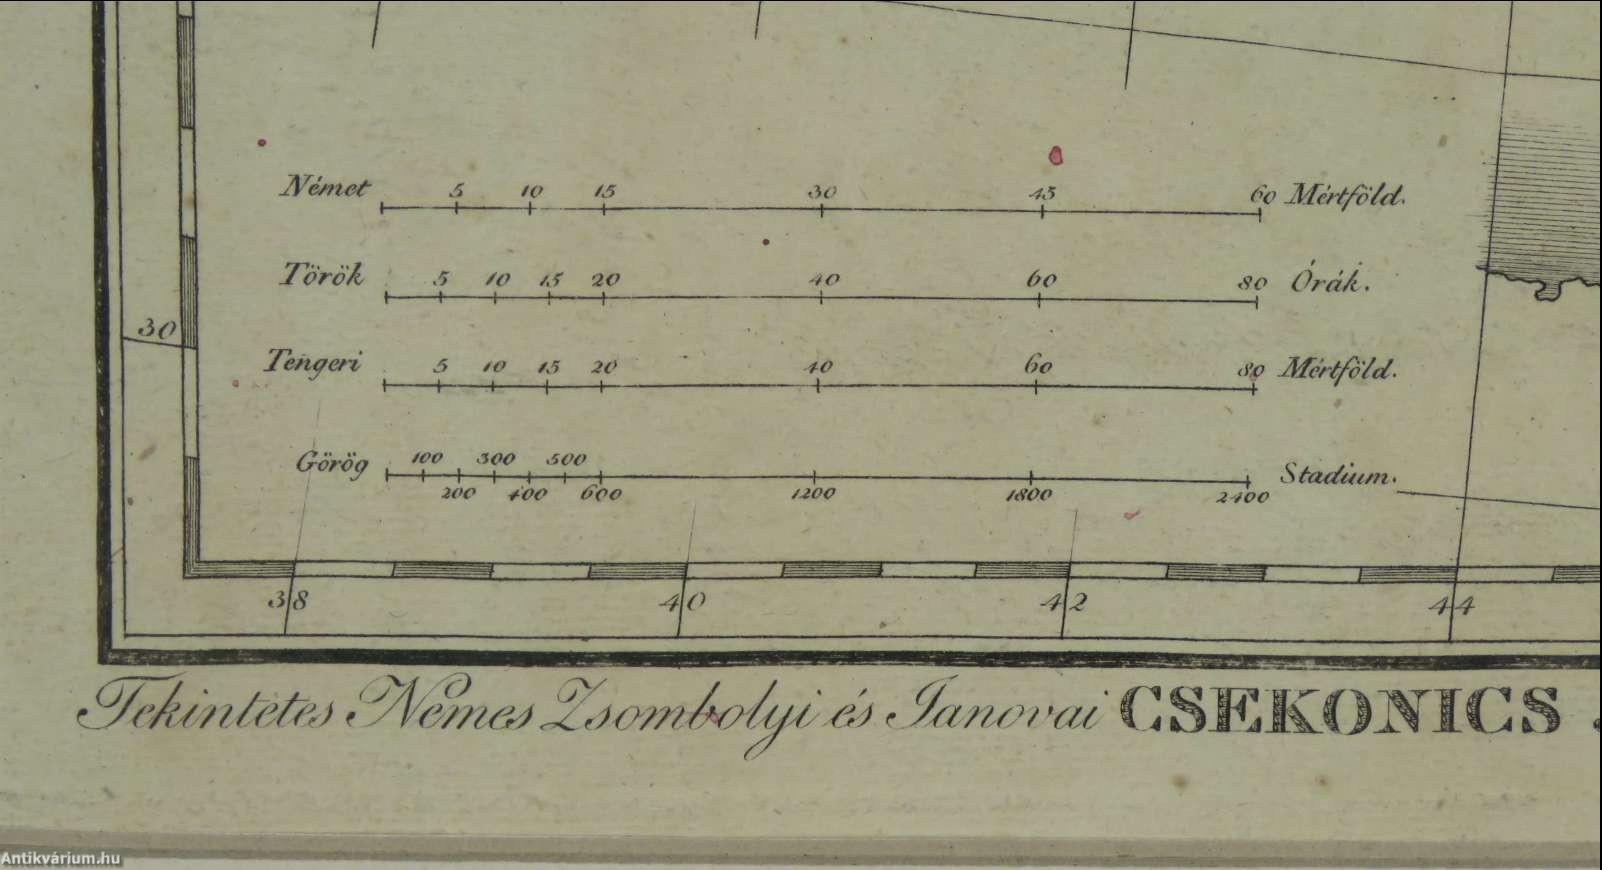 Német 5 10 15 30 45 60 Mértföld.
Török 5 10 15 20 40 60 80 Órák.
30
Tengeri 5 10 15 20 40 60 80 Mértföld.
Görög 100 300 500 Stadium.
200 400 600 1200 1800 2400
38 40 42 44
Tekintetes Nemes Zsombolyi és Ianovai CSEKONICS
Antikvárium.hu